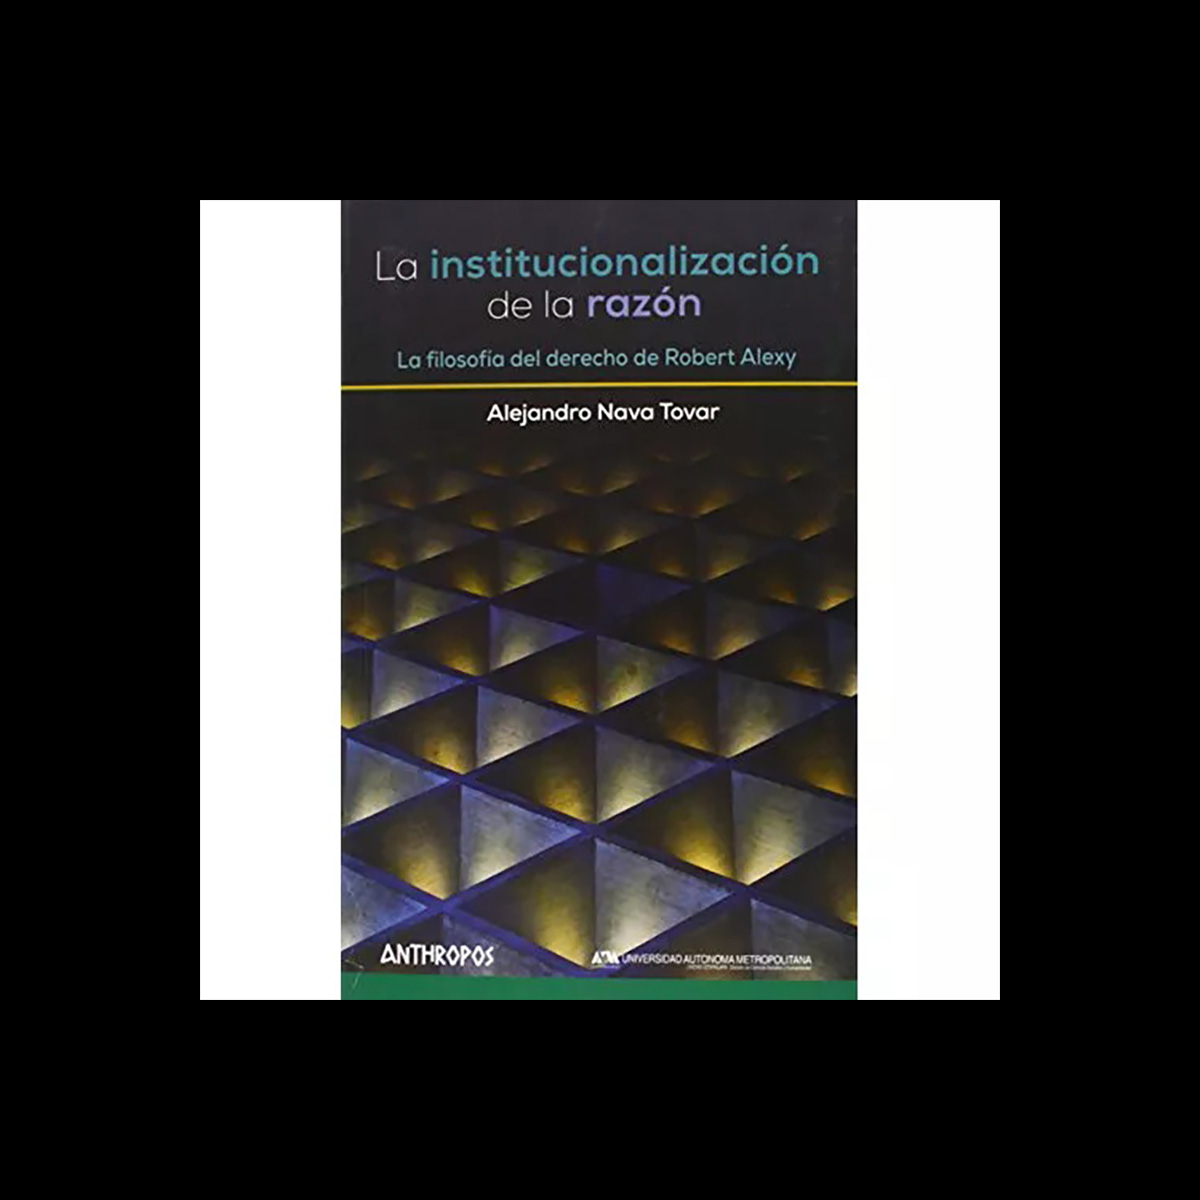 La institucionalización
de la razón
La filosofía del derecho de Robert Alexy
Alejandro Nava Tovar
ANTHROPOS
UNIVERSIDAD AUTONOMA METROPOLITANA